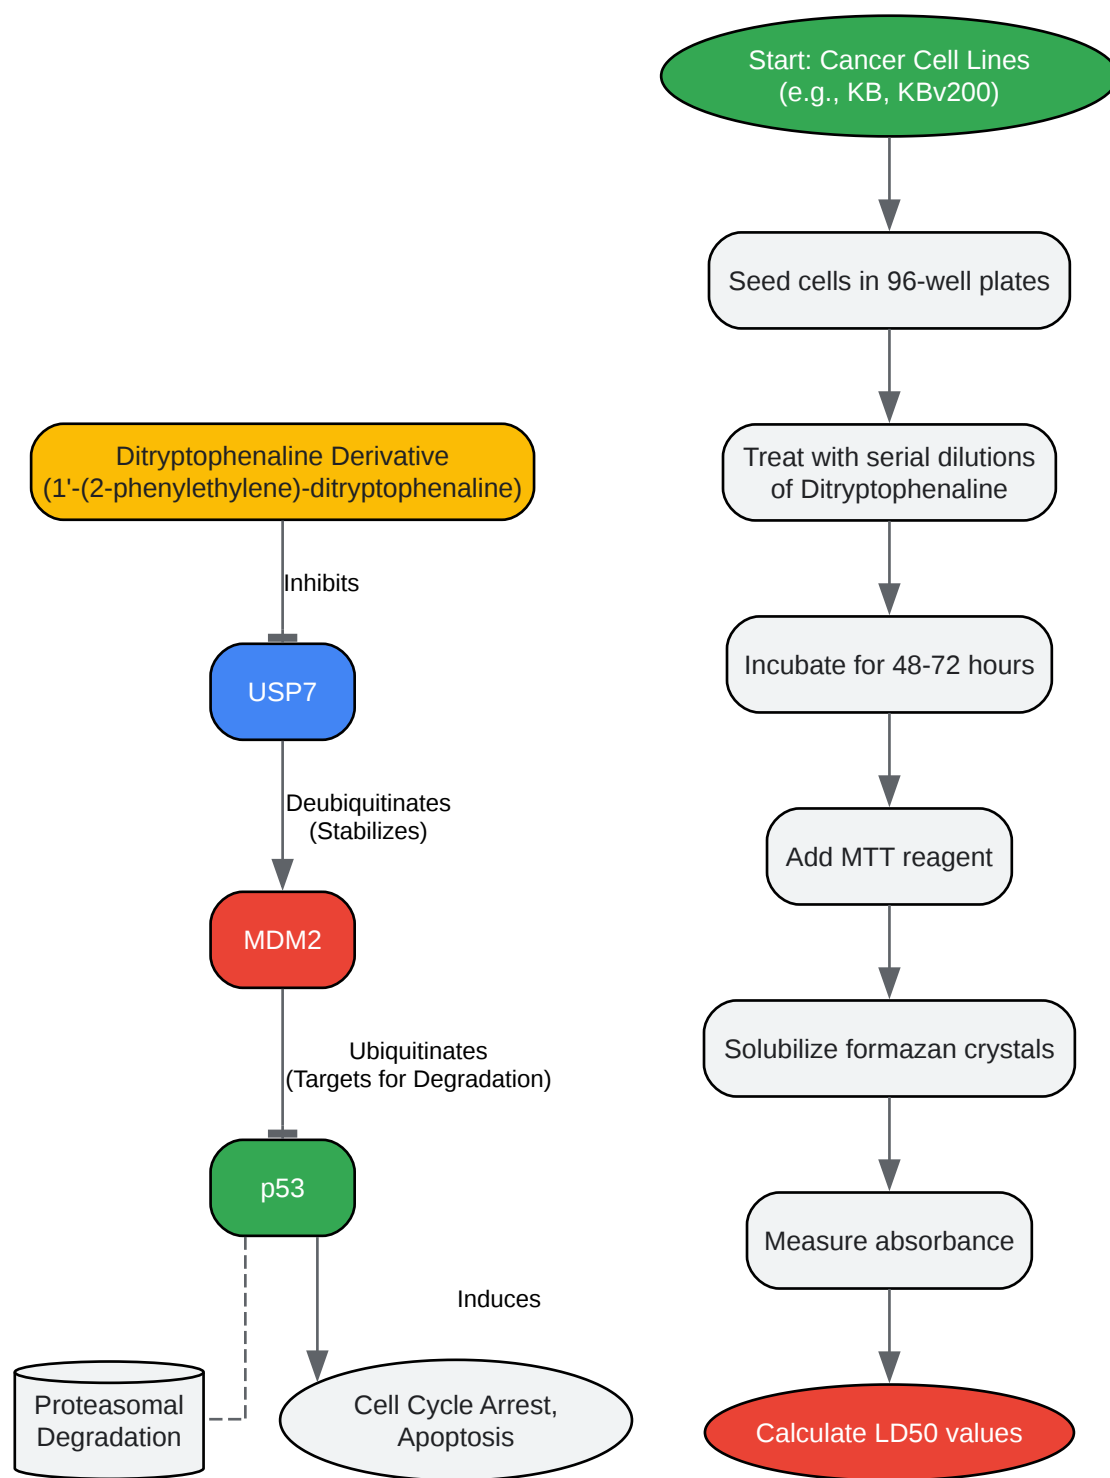 Ditryptophenaline Derivative
(1'-(2-phenylethylene)-ditryptophenaline)
Inhibits
USP7
Deubiquitinates
(Stabilizes)
MDM2
Ubiquitinates
(Targets for Degradation)
p53
Induces
Proteasomal
Degradation
Cell Cycle Arrest,
Apoptosis
Start: Cancer Cell Lines
(e.g., KB, KBv200)
Seed cells in 96-well plates
Treat with serial dilutions
of Ditryptophenaline
Incubate for 48-72 hours
Add MTT reagent
Solubilize formazan crystals
Measure absorbance
Calculate LD50 values